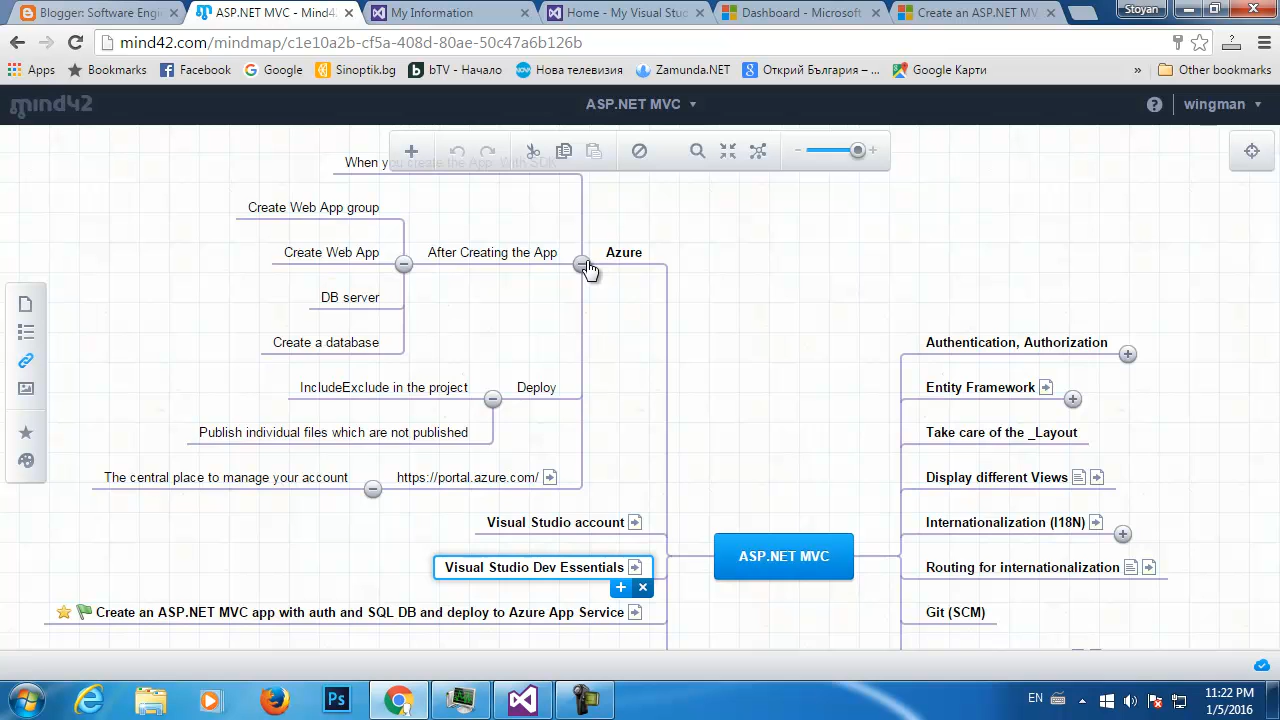 Blogger: Software Engi
ASP.NET MVC - Mind4
My Information
Home - My Visual Studio
Dashboard - Microsoft
Create an ASP.NET MV
Stoyan
mind42.com/mindmap/c1e10a2b-cf5a-408d-80ae-50c47a6b126b
Apps
Bookmarks
Facebook
Google
Sinoptik.bg
bTV - Начало
Нова телевизия
Zamunda.NET
Открий България – ...
Google Карти
»
Other bookmarks
mind42
ASP.NET MVC
wingman
When you create the App With SDK
Create Web App group
Create Web App
After Creating the App
Azure
DB server
Create a database
Authentication, Authorization
IncludeExclude in the project
Deploy
Entity Framework
Publish individual files which are not published
Take care of the _Layout
The central place to manage your account
https://portal.azure.com/
Display different Views
Visual Studio account
Internationalization (I18N)
ASP.NET MVC
Visual Studio Dev Essentials
Routing for internationalization
Create an ASP.NET MVC app with auth and SQL DB and deploy to Azure App Service
Git (SCM)
Ps
EN
11:22 PM
1/5/2016